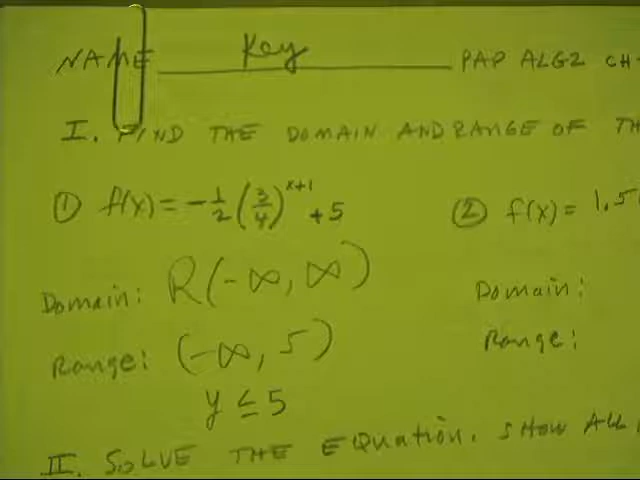 NAME Key PAP ALG2 CH
I. FIND THE DOMAIN AND RANGE OF TH
① f(x) = -1/2 (3/4)^(x+1) + 5 ② f(x) = 1.5
Domain: R (-∞, ∞) Domain:
Range: (-∞, 5) Range:
y ≤ 5
II. SOLVE THE EQUATION. SHOW ALL